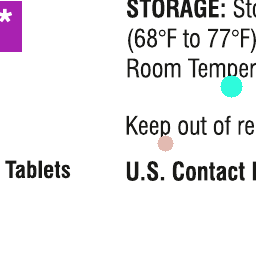 *
STORAGE: Sto
(68°F to 77°F)
Room Temper
Keep out of re
Tablets
U.S. Contact